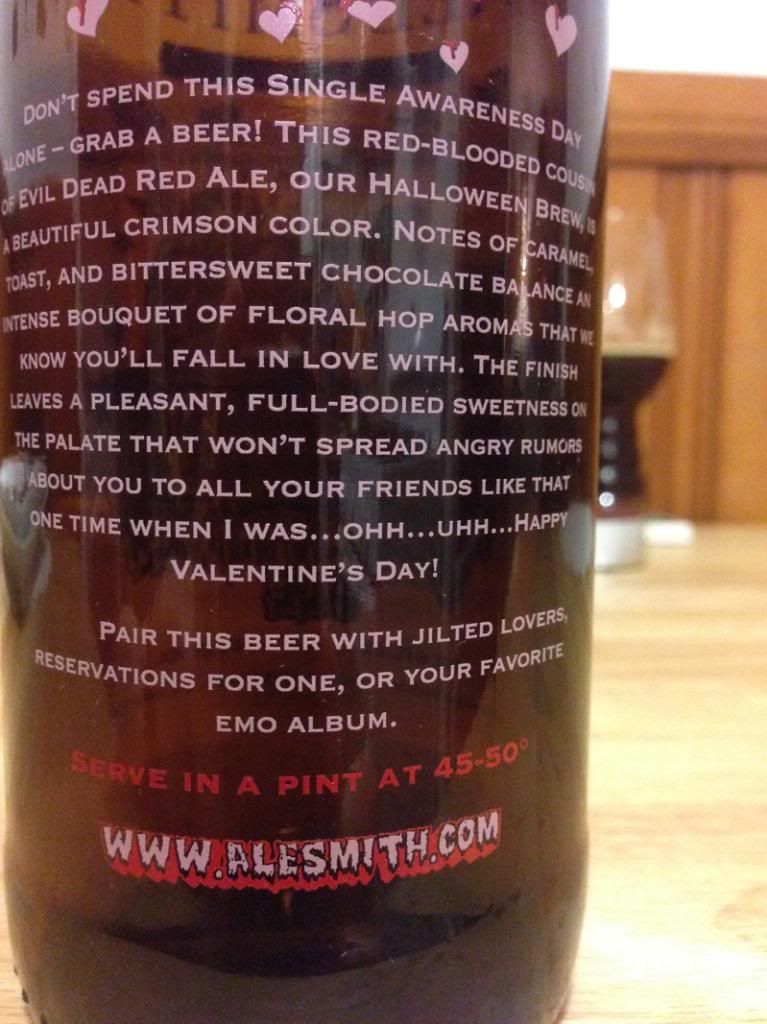 Don't spend this Single Awareness Day
alone – grab a beer! This red-blooded cousin
of Evil Dead Red Ale, our Halloween Brew, is
a beautiful crimson color. Notes of caramel,
toast, and bittersweet chocolate balance an
intense bouquet of floral hop aromas that we
know you'll fall in love with. The finish
leaves a pleasant, full-bodied sweetness on
the palate that won't spread angry rumors
about you to all your friends like that
one time when I was...ohh...uhh...Happy
Valentine's Day!
Pair this beer with jilted lovers,
reservations for one, or your favorite
emo album.
Serve in a pint at 45-50°
www.alesmith.com